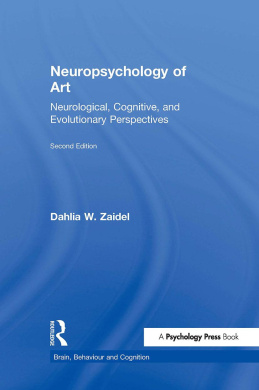 Neuropsychology of
Art
Neurological, Cognitive, and
Evolutionary Perspectives
Second Edition
Dahlia W. Zaidel
ROUTLEDGE
A Psychology Press Book
Brain, Behaviour and Cognition